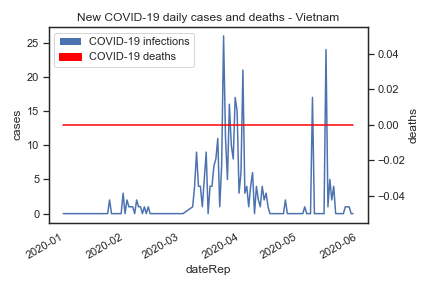 New COVID-19 daily cases and deaths - Vietnam
COVID-19 infections
COVID-19 deaths
25
20
15
10
5
0
cases
0.04
0.02
0.00
−0.02
−0.04
deaths
2020-01
2020-02
2020-03
2020-04
2020-05
2020-06
dateRep